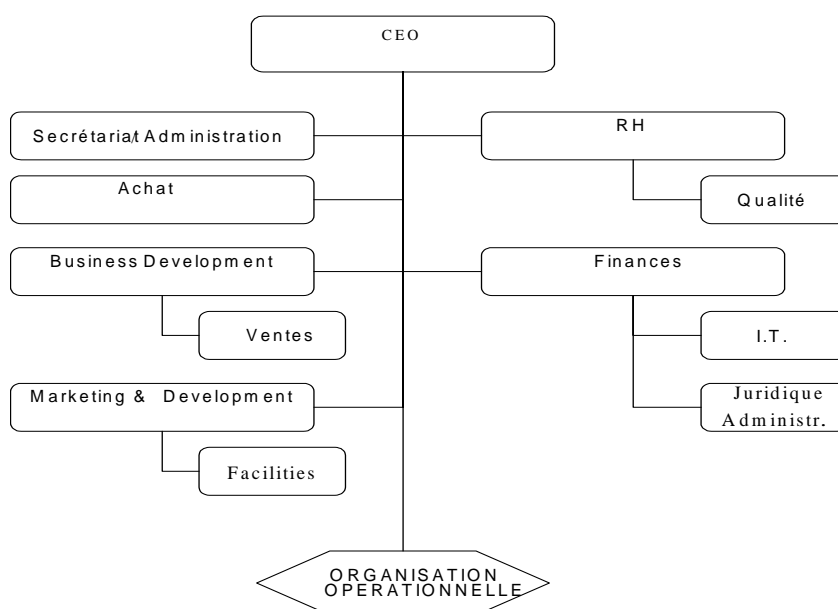 CEO
Secrétariat/Administration
RH
Achat
Qualité
Business Development
Finances
Ventes
I.T.
Marketing & Development
Juridique
Administr.
Facilities
ORGANISATION
OPERATIONNELLE